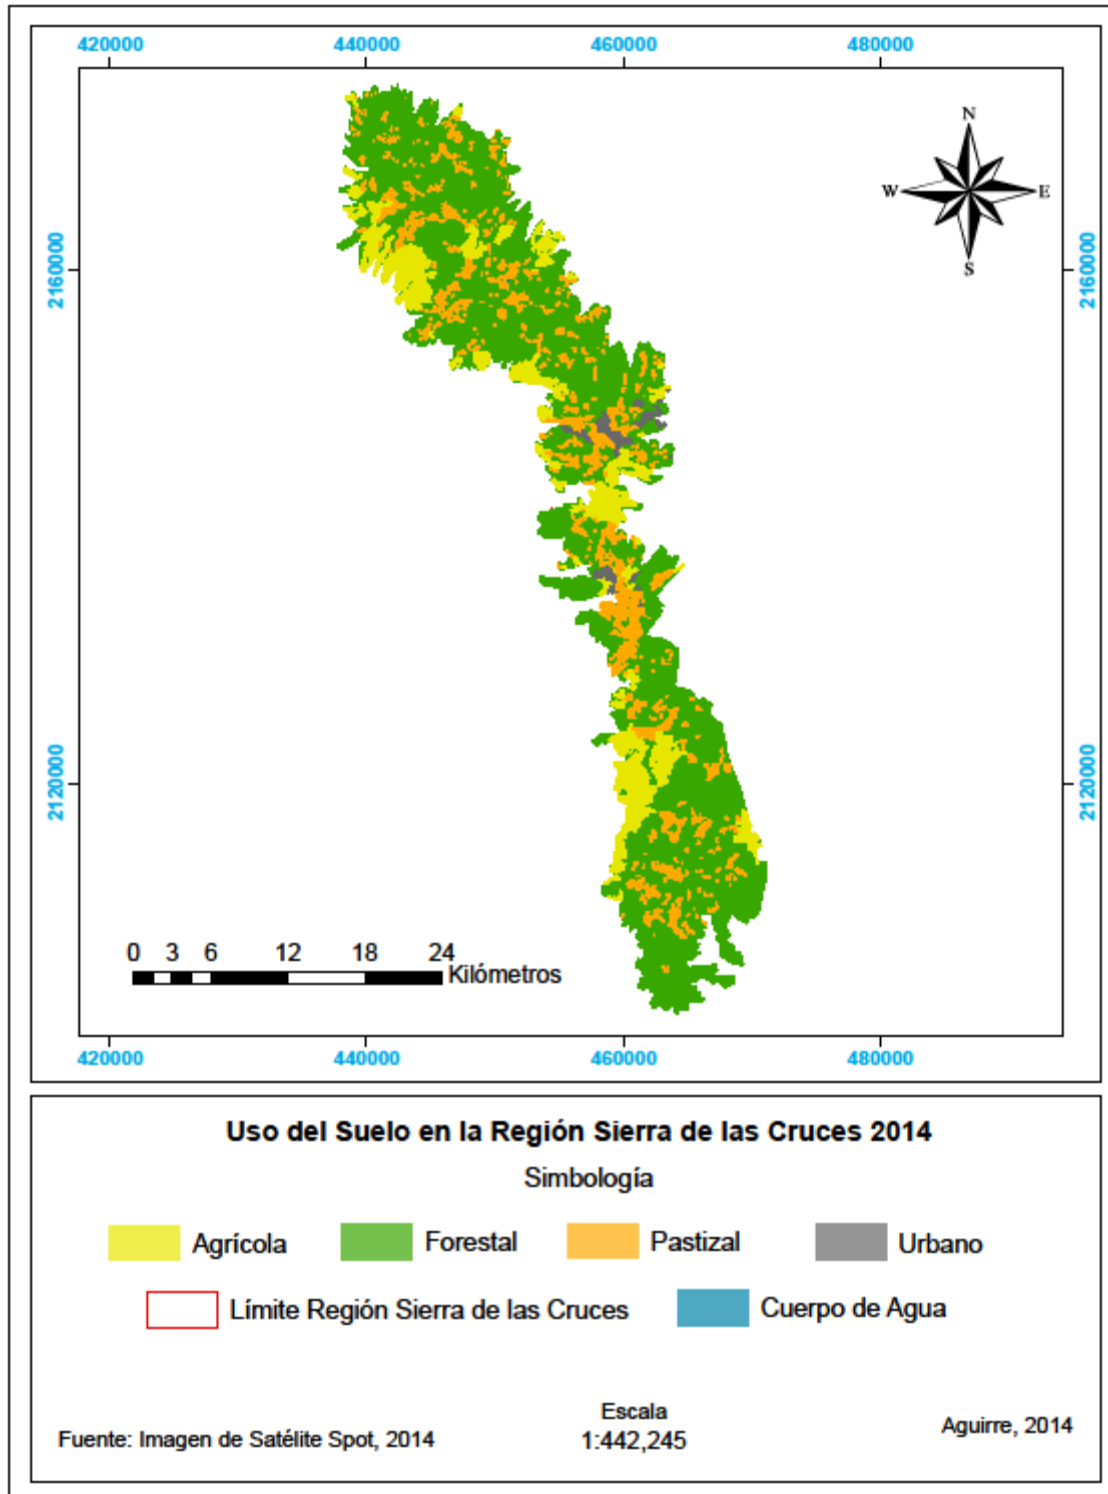 420000 440000 460000 480000
N
W E
S
2160000 2160000
2120000 2120000
0 3 6 12 18 24
Kilómetros
420000 440000 460000 480000
Uso del Suelo en la Región Sierra de las Cruces 2014
Simbología
Agrícola Forestal Pastizal Urbano
Límite Región Sierra de las Cruces Cuerpo de Agua
Escala
Fuente: Imagen de Satélite Spot, 2014 1:442,245 Aguirre, 2014